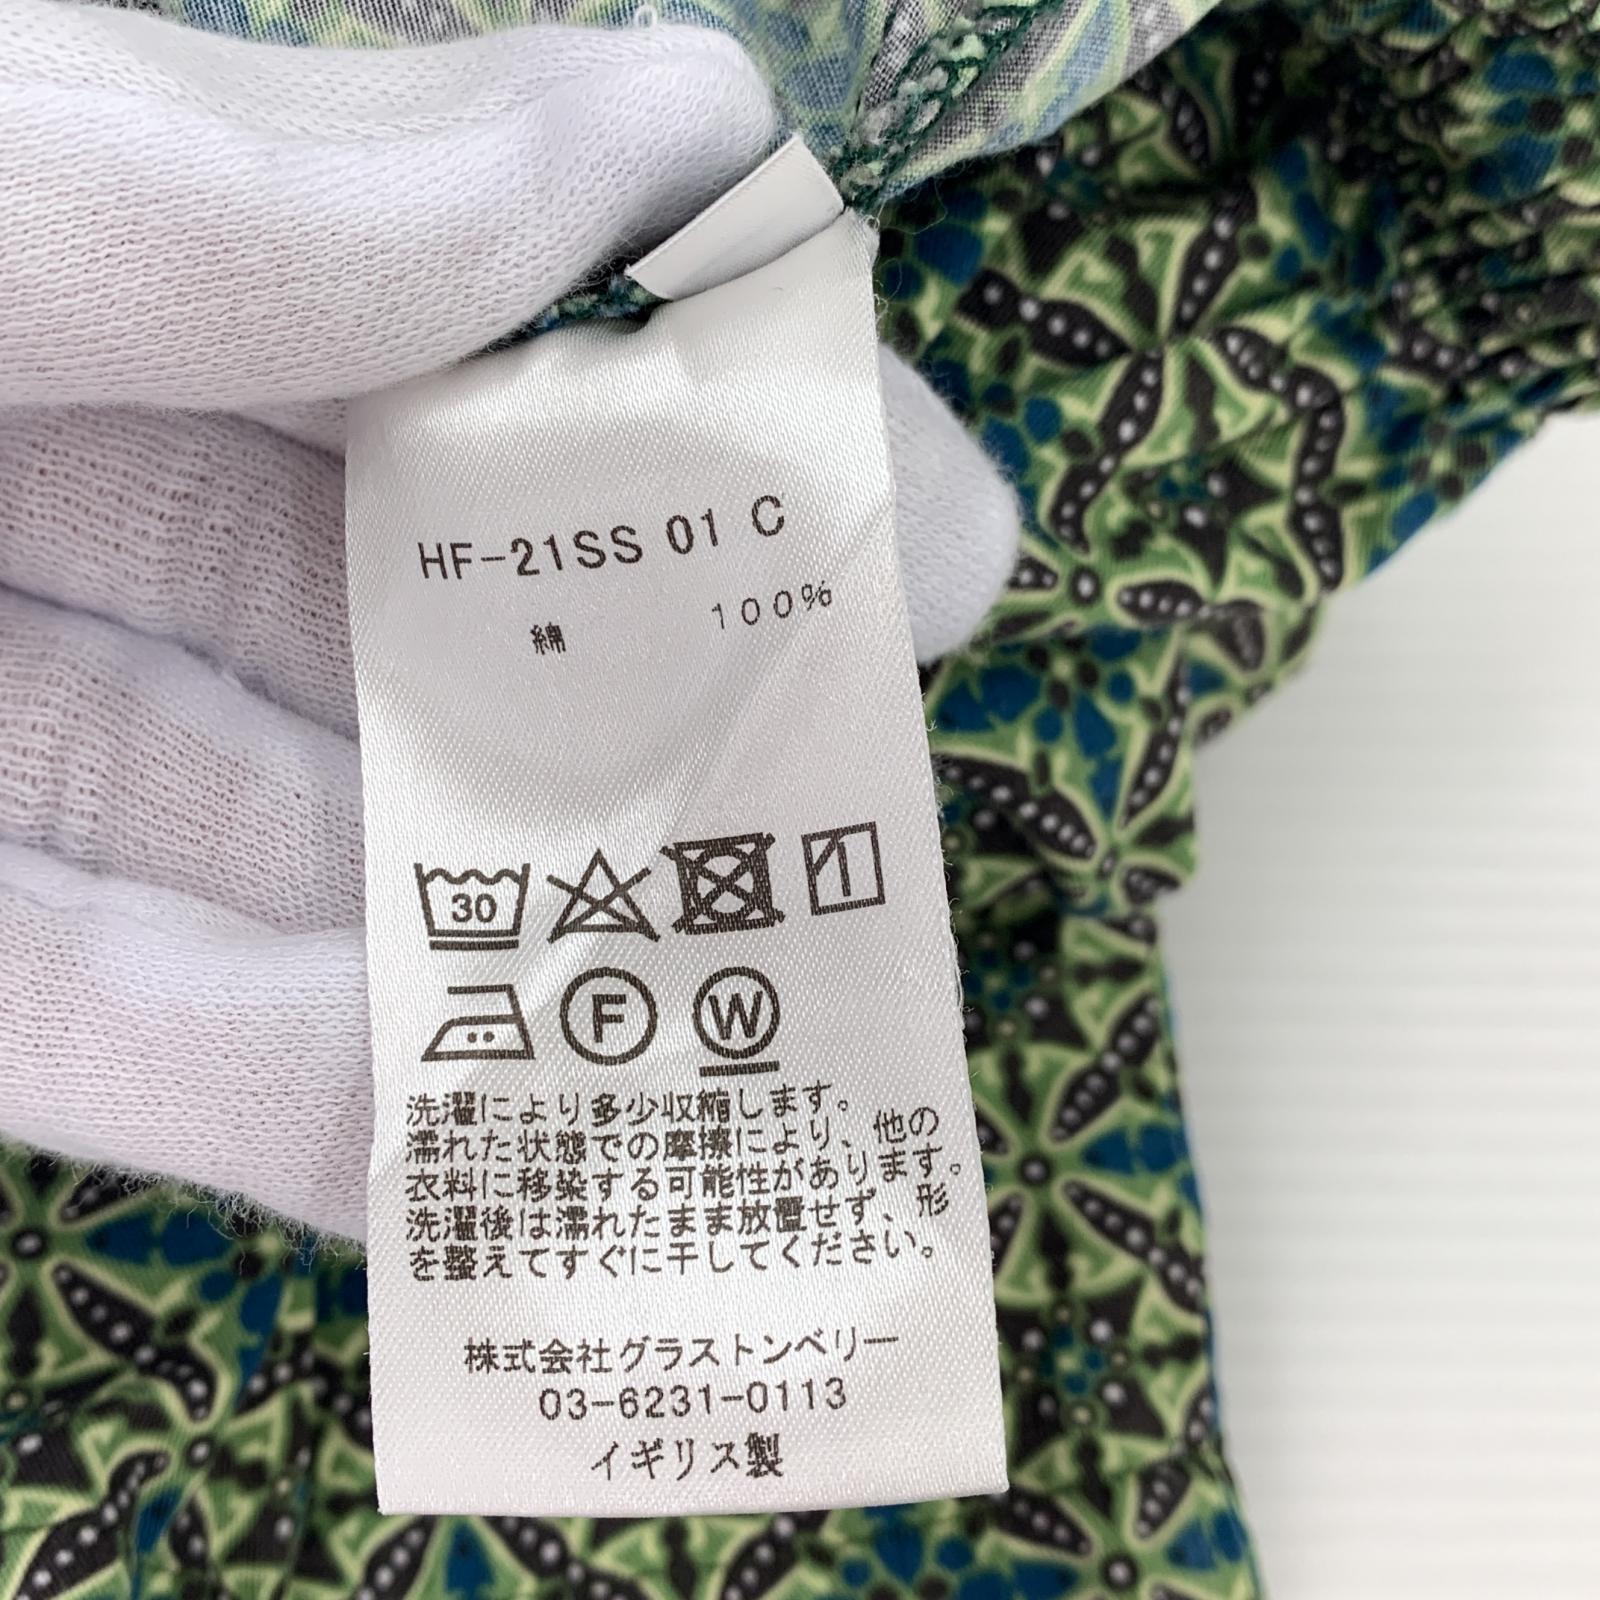 HF-21SS 01 C
綿 100%
30
F W
洗濯により多少収縮します。
濡れた状態での摩擦により、他の
衣料に移染する可能性があります。
洗濯後は濡れたまま放置せず、形
を整えてすぐに干してください。
株式会社グラストンベリー
03-6231-0113
イギリス製